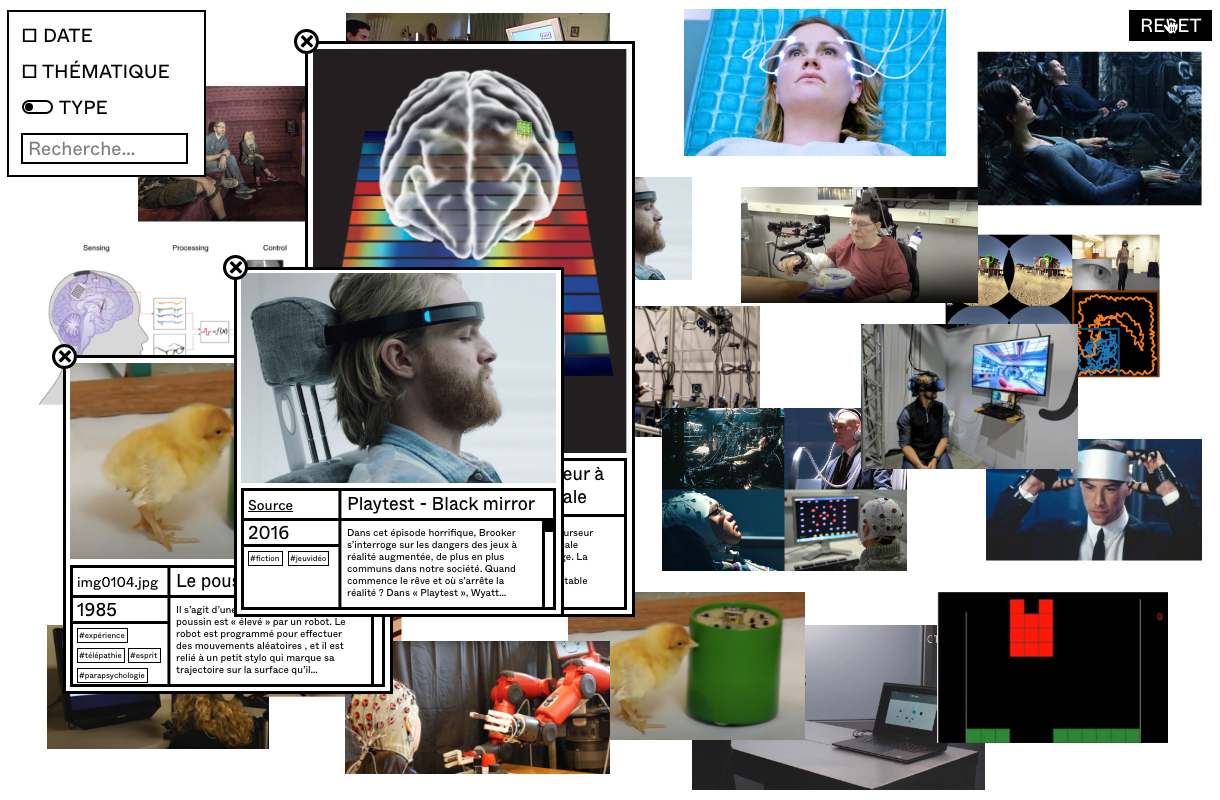 DATE
THÉMATIQUE
TYPE
Recherche...
RESET
Sensing
Processing
Control
= f(x)
eur à
ale
urseur
ale
ge. La
table
Source
Playtest - Black mirror
2016
#fiction #jeuvidéo
Dans cet épisode horrifique, Brooker
s'interroge sur les dangers des jeux à
réalité augmentée, de plus en plus
communs dans notre société. Quand
commence le rêve et où s'arrête la
réalité ? Dans « Playtest », Wyatt...
img0104.jpg
Le pous
1985
#expérience
#télépathie #esprit
#parapsychologie
Il s'agit d'une
poussin est « élevé » par un robot. Le
robot est programmé pour effectuer
des mouvements aléatoires , et il est
relié à un petit stylo qui marque sa
trajectoire sur la surface qu'il...
0